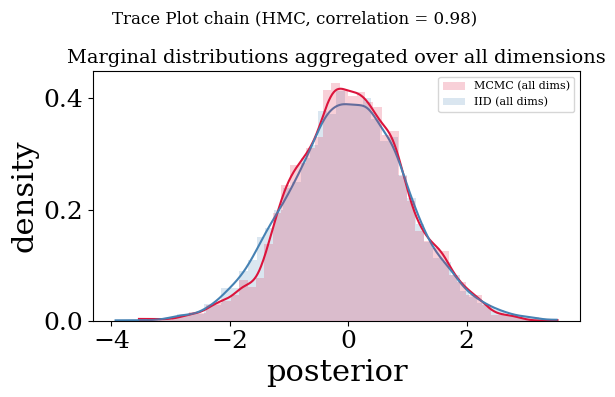 Trace Plot chain (HMC, correlation = 0.98)
Marginal distributions aggregated over all dimensions
MCMC (all dims)
IID (all dims)
density
0.4
0.2
0.0
−4
−2
0
2
posterior